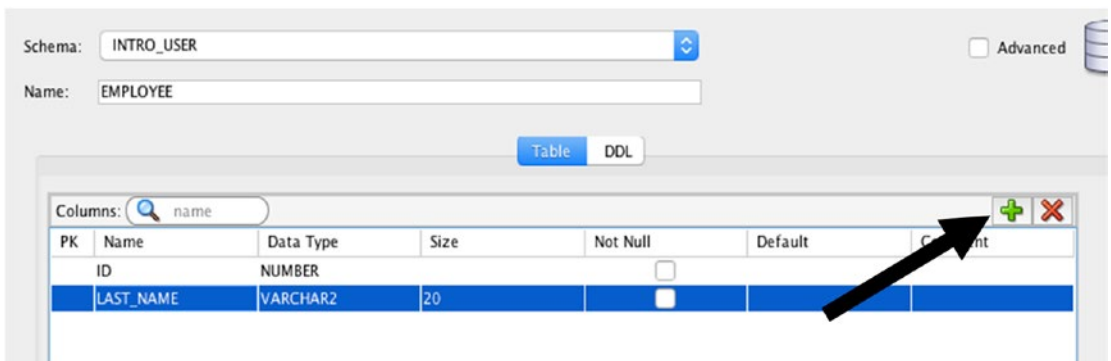 Schema: INTRO_USER Advanced
Name: EMPLOYEE
Table DDL
Columns: name
PK Name Data Type Size Not Null Default
ID NUMBER
LAST_NAME VARCHAR2 20